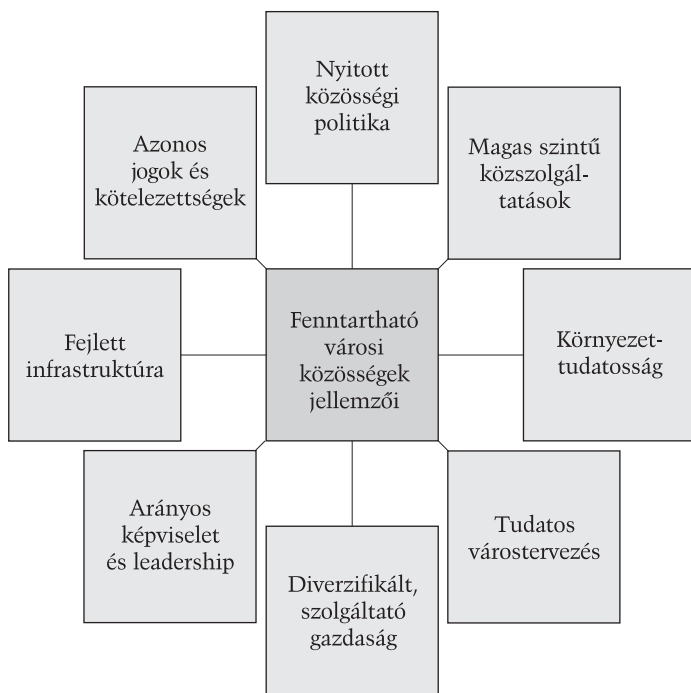 Nyitott
közösségi
politika
Azonos
jogok és
kötelezettségek
Magas szintű
közszolgál-
tatások
Fejlett
infrastruktúra
Fenntartható
városi
közösségek
jellemzői
Környezet-
tudatosság
Arányos
képviselet
és leadership
Tudatos
várostervezés
Diverzifikált,
szolgáltató
gazdaság